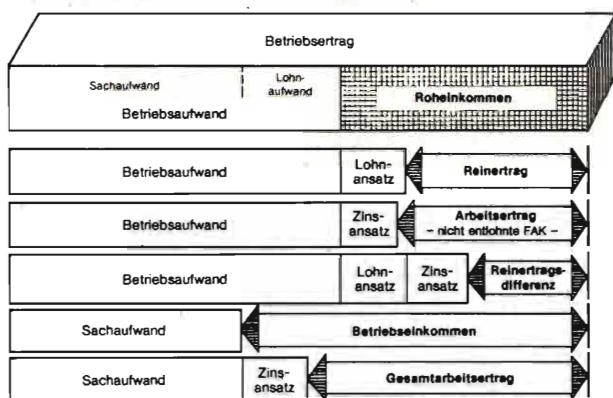 Betriebsertrag
Sachaufwand
Lohn-
aufwand
Betriebsaufwand
Roheinkommen
Betriebsaufwand
Lohn-
ansatz
Reinertrag
Betriebsaufwand
Zins-
ansatz
Arbeitsertrag
– nicht entlohnte FAK –
Betriebsaufwand
Lohn-
ansatz
Zins-
ansatz
Reinertrags-
differenz
Sachaufwand
Betriebseinkommen
Sachaufwand
Zins-
ansatz
Gesamtarbeitsertrag